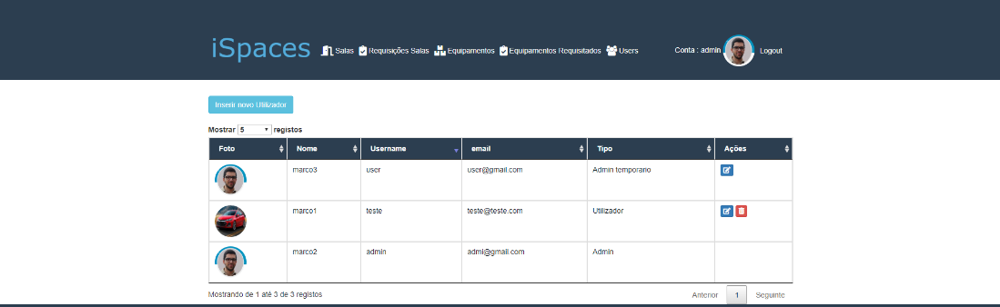 iSpaces Salas Requisições Salas Equipamentos Equipamentos Requisitados Users Conta : admin Logout
Inserir novo Utilizador
Mostrar 5 registos
Foto Nome Username email Tipo Ações
marco3 user user@gmail.com Admin temporario
marco1 teste teste@teste.com Utilizador
marco2 admin admi@gmail.com Admin
Mostrando de 1 até 3 de 3 registos Anterior 1 Seguinte